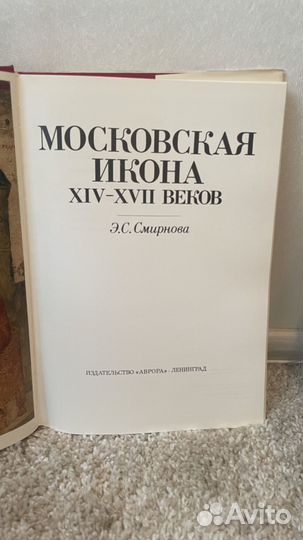 МОСКОВСКАЯ
ИКОНА
XIV–XVII ВЕКОВ
Э.С. Смирнова
ИЗДАТЕЛЬСТВО «АВРОРА» · ЛЕНИНГРАД
Avito